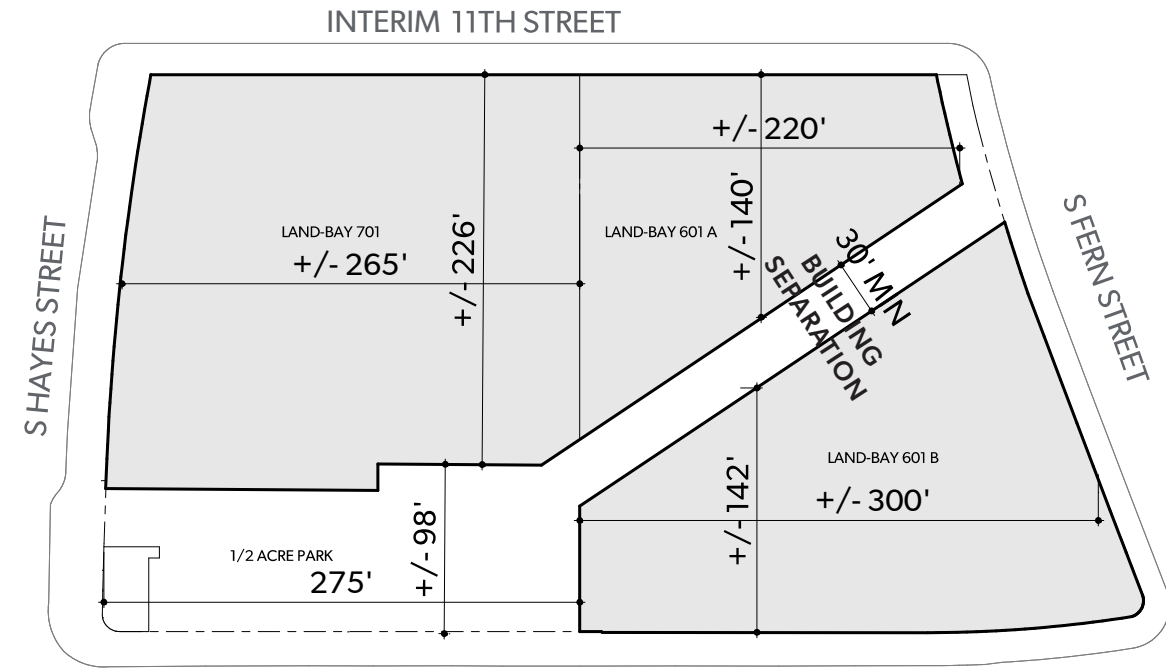 INTERIM 11TH STREET
+/- 220'
S HAYES STREET
LAND-BAY 701
+/- 265'
+/- 226'
LAND-BAY 601 A
+/- 140'
30' MIN
BUILDING
SEPARATION
S FERN STREET
LAND-BAY 601 B
+/- 300'
+/- 142'
+/- 98'
1/2 ACRE PARK
275'